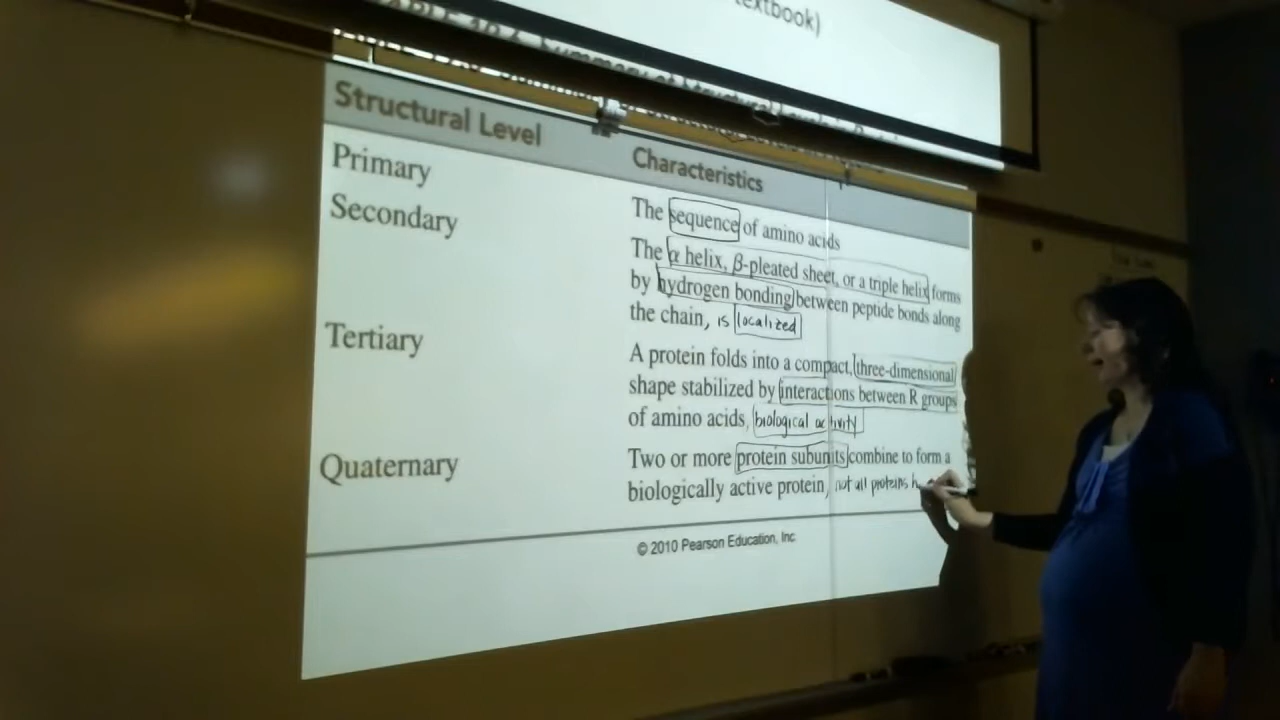 textbook)
Structural Level
Characteristics
Primary
The sequence of amino acids
Secondary
The α helix, β-pleated sheet, or a triple helix forms
by hydrogen bonding between peptide bonds along
the chain, is localized
Tertiary
A protein folds into a compact, three-dimensional
shape stabilized by interactions between R groups
of amino acids, biological activity
Quaternary
Two or more protein subunits combine to form a
biologically active protein, not all proteins h
© 2010 Pearson Education, Inc.